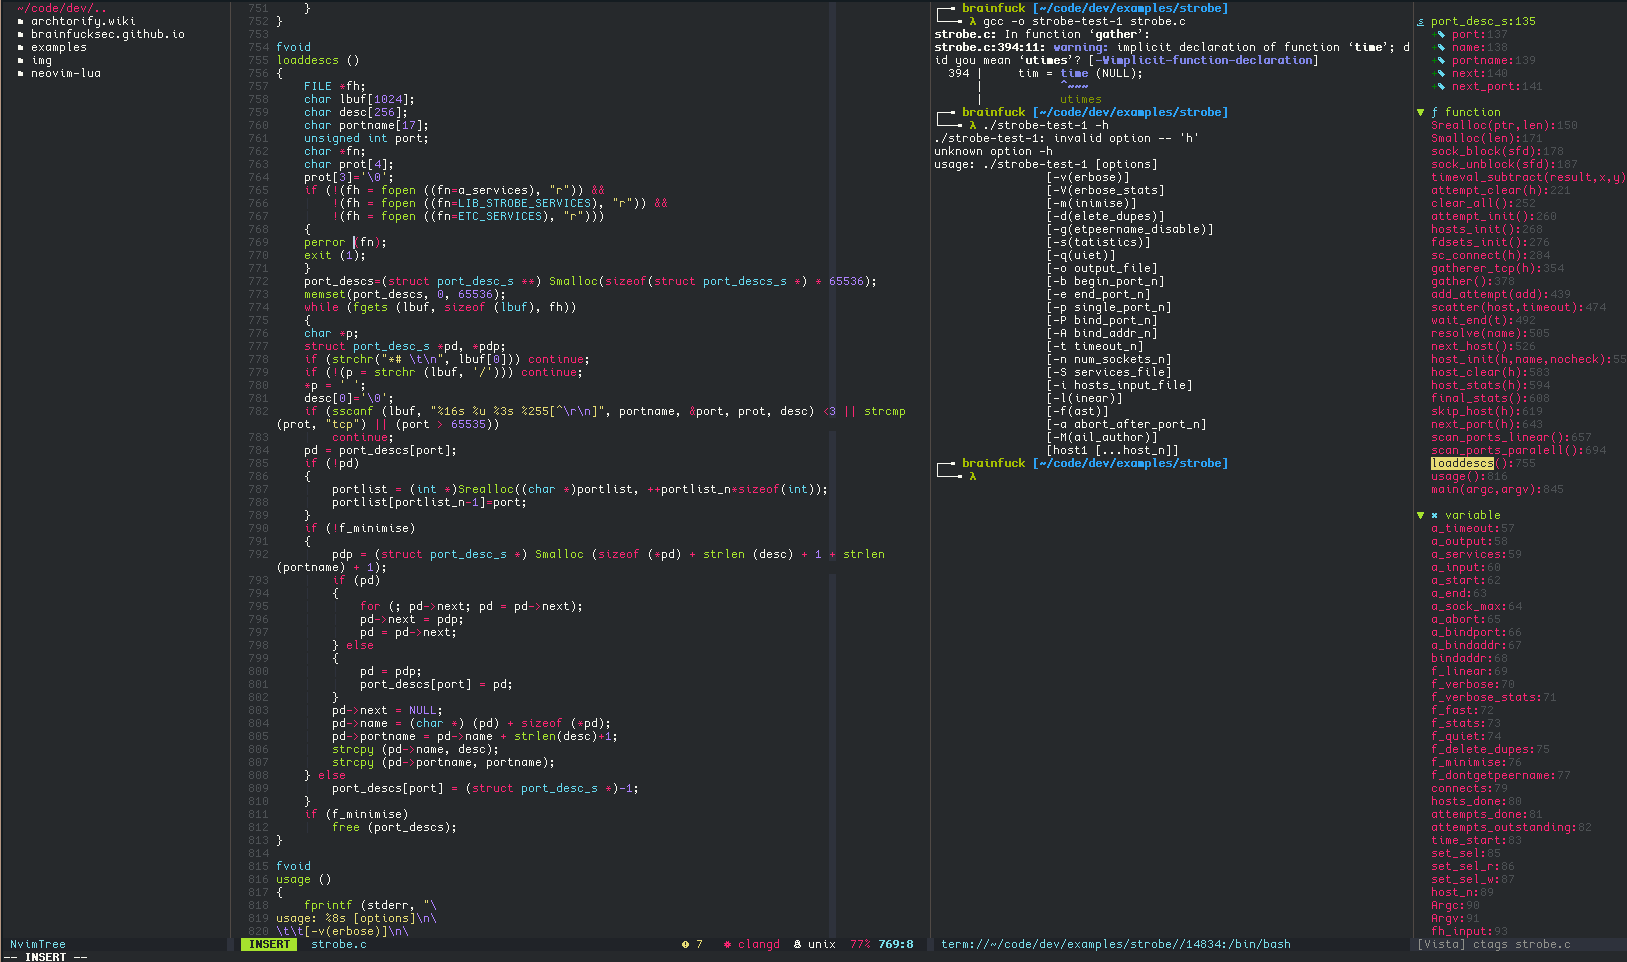 ~/code/dev/..
archtorify.wiki
brainfucksec.github.io
examples
img
neovim-lua
NvimTree
751     }
752 }
753
754 fvoid
755 loaddescs ()
756 {
757     FILE *fh;
758     char lbuf[1024];
759     char desc[256];
760     char portname[17];
761     unsigned int port;
762     char *fn;
763     char prot[4];
764     prot[3]='\0';
765     if (!(fh = fopen ((fn=a_services), "r")) &&
766         !(fh = fopen ((fn=LIB_STROBE_SERVICES), "r")) &&
767         !(fh = fopen ((fn=ETC_SERVICES), "r")))
768     {
769     perror (fn);
770     exit (1);
771     }
772     port_descs=(struct port_desc_s **) Smalloc(sizeof(struct port_descs_s *) * 65536);
773     memset(port_descs, 0, 65536);
774     while (fgets (lbuf, sizeof (lbuf), fh))
775     {
776     char *p;
777     struct port_desc_s *pd, *pdp;
778     if (strchr("*# \t\n", lbuf[0])) continue;
779     if (!(p = strchr (lbuf, '/'))) continue;
780     *p = ' ';
781     desc[0]='\0';
782     if (sscanf (lbuf, "%16s %u %3s %255[^\r\n]", portname, &port, prot, desc) <3 || strcmp
(prot, "tcp") || (port > 65535))
783         continue;
784     pd = port_descs[port];
785     if (!pd)
786     {
787         portlist = (int *)Srealloc((char *)portlist, ++portlist_n*sizeof(int));
788         portlist[portlist_n-1]=port;
789     }
790     if (!f_minimise)
791     {
792         pdp = (struct port_desc_s *) Smalloc (sizeof (*pd) + strlen (desc) + 1 + strlen
(portname) + 1);
793         if (pd)
794         {
795             for (; pd->next; pd = pd->next);
796             pd->next = pdp;
797             pd = pd->next;
798         } else
799         {
800             pd = pdp;
801             port_descs[port] = pd;
802         }
803         pd->next = NULL;
804         pd->name = (char *) (pd) + sizeof (*pd);
805         pd->portname = pd->name + strlen(desc)+1;
806         strcpy (pd->name, desc);
807         strcpy (pd->portname, portname);
808     } else
809         port_descs[port] = (struct port_desc_s *)-1;
810     }
811     if (f_minimise)
812         free (port_descs);
813 }
814
815 fvoid
816 usage ()
817 {
818     fprintf (stderr, "\
819 usage: %8s [options]\n\
820 \t\t[-v(erbose)]\n\
INSERT  strobe.c  7  clangd  unix  77% 769:8
-- INSERT --
brainfuck [~/code/dev/examples/strobe]
λ gcc -o strobe-test-1 strobe.c
strobe.c: In function ‘gather’:
strobe.c:394:11: warning: implicit declaration of function ‘time’; d
id you mean ‘utimes’? [-Wimplicit-function-declaration]
394 |     tim = time (NULL);
|           ^~~~
|           utimes
brainfuck [~/code/dev/examples/strobe]
λ ./strobe-test-1 -h
./strobe-test-1: invalid option -- 'h'
unknown option -h
usage: ./strobe-test-1 [options]
[-v(erbose)]
[-V(erbose_stats]
[-m(inimise)]
[-d(elete_dupes)]
[-g(etpeername_disable)]
[-s(tatistics)]
[-q(uiet)]
[-o output_file]
[-b begin_port_n]
[-e end_port_n]
[-p single_port_n]
[-P bind_port_n]
[-A bind_addr_n]
[-t timeout_n]
[-n num_sockets_n]
[-S services_file]
[-i hosts_input_file]
[-l(inear)]
[-f(ast)]
[-a abort_after_port_n]
[-M(ail_author)]
[host1 [...host_n]]
brainfuck [~/code/dev/examples/strobe]
λ
term://~/code/dev/examples/strobe//14834:/bin/bash
s port_desc_s:135
port:137
name:138
portname:139
next:140
next_port:141
▼ ƒ function
Srealloc(ptr,len):150
Smalloc(len):171
sock_block(sfd):178
sock_unblock(sfd):187
timeval_subtract(result,x,y)
attempt_clear(h):221
clear_all():252
attempt_init():260
hosts_init():268
fdsets_init():276
sc_connect(h):284
gatherer_tcp(h):354
gather():378
add_attempt(add):439
scatter(host,timeout):474
wait_end(t):492
resolve(name):505
next_host():526
host_init(h,name,nocheck):55
host_clear(h):583
host_stats(h):594
final_stats():608
skip_host(h):619
next_port(h):643
scan_ports_linear():657
scan_ports_paralell():694
loaddescs():755
usage():816
main(argc,argv):845
▼ variable
a_timeout:57
a_output:58
a_services:59
a_input:60
a_start:62
a_end:63
a_sock_max:64
a_abort:65
a_bindport:66
a_bindaddr:67
bindaddr:68
f_linear:69
f_verbose:70
f_verbose_stats:71
f_fast:72
f_stats:73
f_quiet:74
f_delete_dupes:75
f_minimise:76
f_dontgetpeername:77
connects:79
hosts_done:80
attempts_done:81
attempts_outstanding:82
time_start:83
set_sel:85
set_sel_r:86
set_sel_w:87
host_n:89
Argc:90
Argv:91
fh_input:93
[Vista] ctags strobe.c